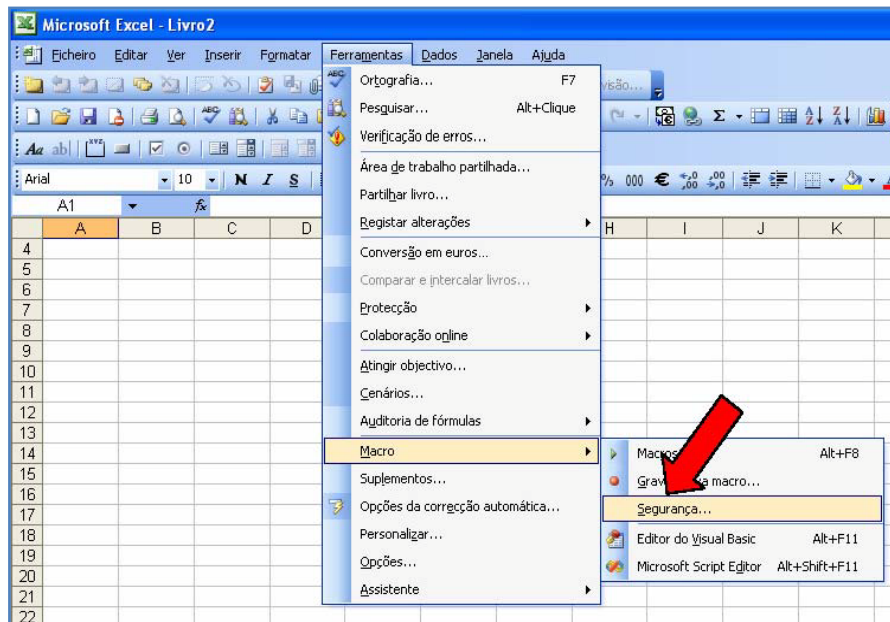 Microsoft Excel - Livro2
Ficheiro Editar Ver Inserir Formatar Ferramentas Dados Janela Ajuda
Ortografia... F7
visão...
Pesquisar... Alt+Clique
Verificação de erros...
Área de trabalho partilhada...
Arial 10 N I S % 000 €
Partilhar livro...
A1 fx
Registar alterações
A B C D H I J K
4
Conversão em euros...
5
Comparar e intercalar livros...
6
7
Protecção
8
Colaboração online
9
Atingir objectivo...
10
11
Cenários...
12
Auditoria de fórmulas
13
14
Macro
Macros Alt+F8
15
Suplementos...
Gravar macro...
16
Opções da correcção automática...
Segurança...
17
18
Personalizar...
Editor do Visual Basic Alt+F11
19
Opções...
Microsoft Script Editor Alt+Shift+F11
20
Assistente
21
22